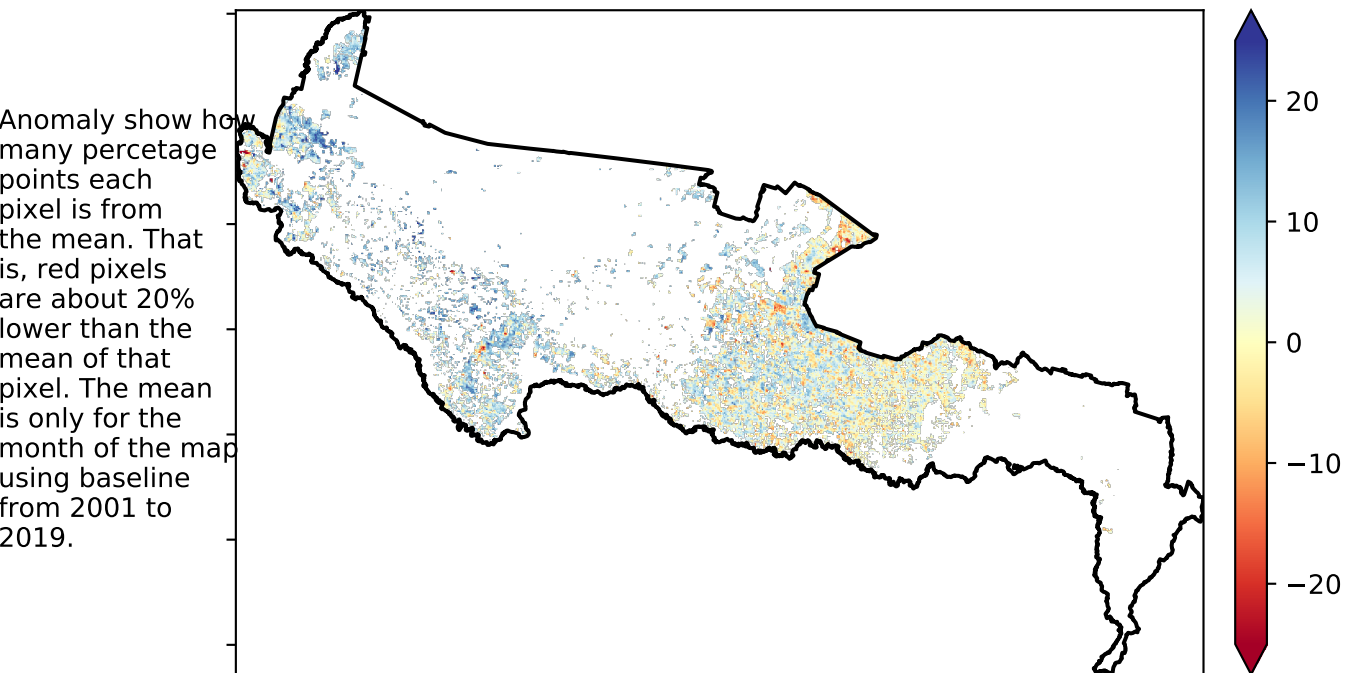 Anomaly show how
many percetage
points each
pixel is from
the mean. That
is, red pixels
are about 20%
lower than the
mean of that
pixel. The mean
is only for the
month of the map
using baseline
from 2001 to
2019.
20
10
0
−10
−20